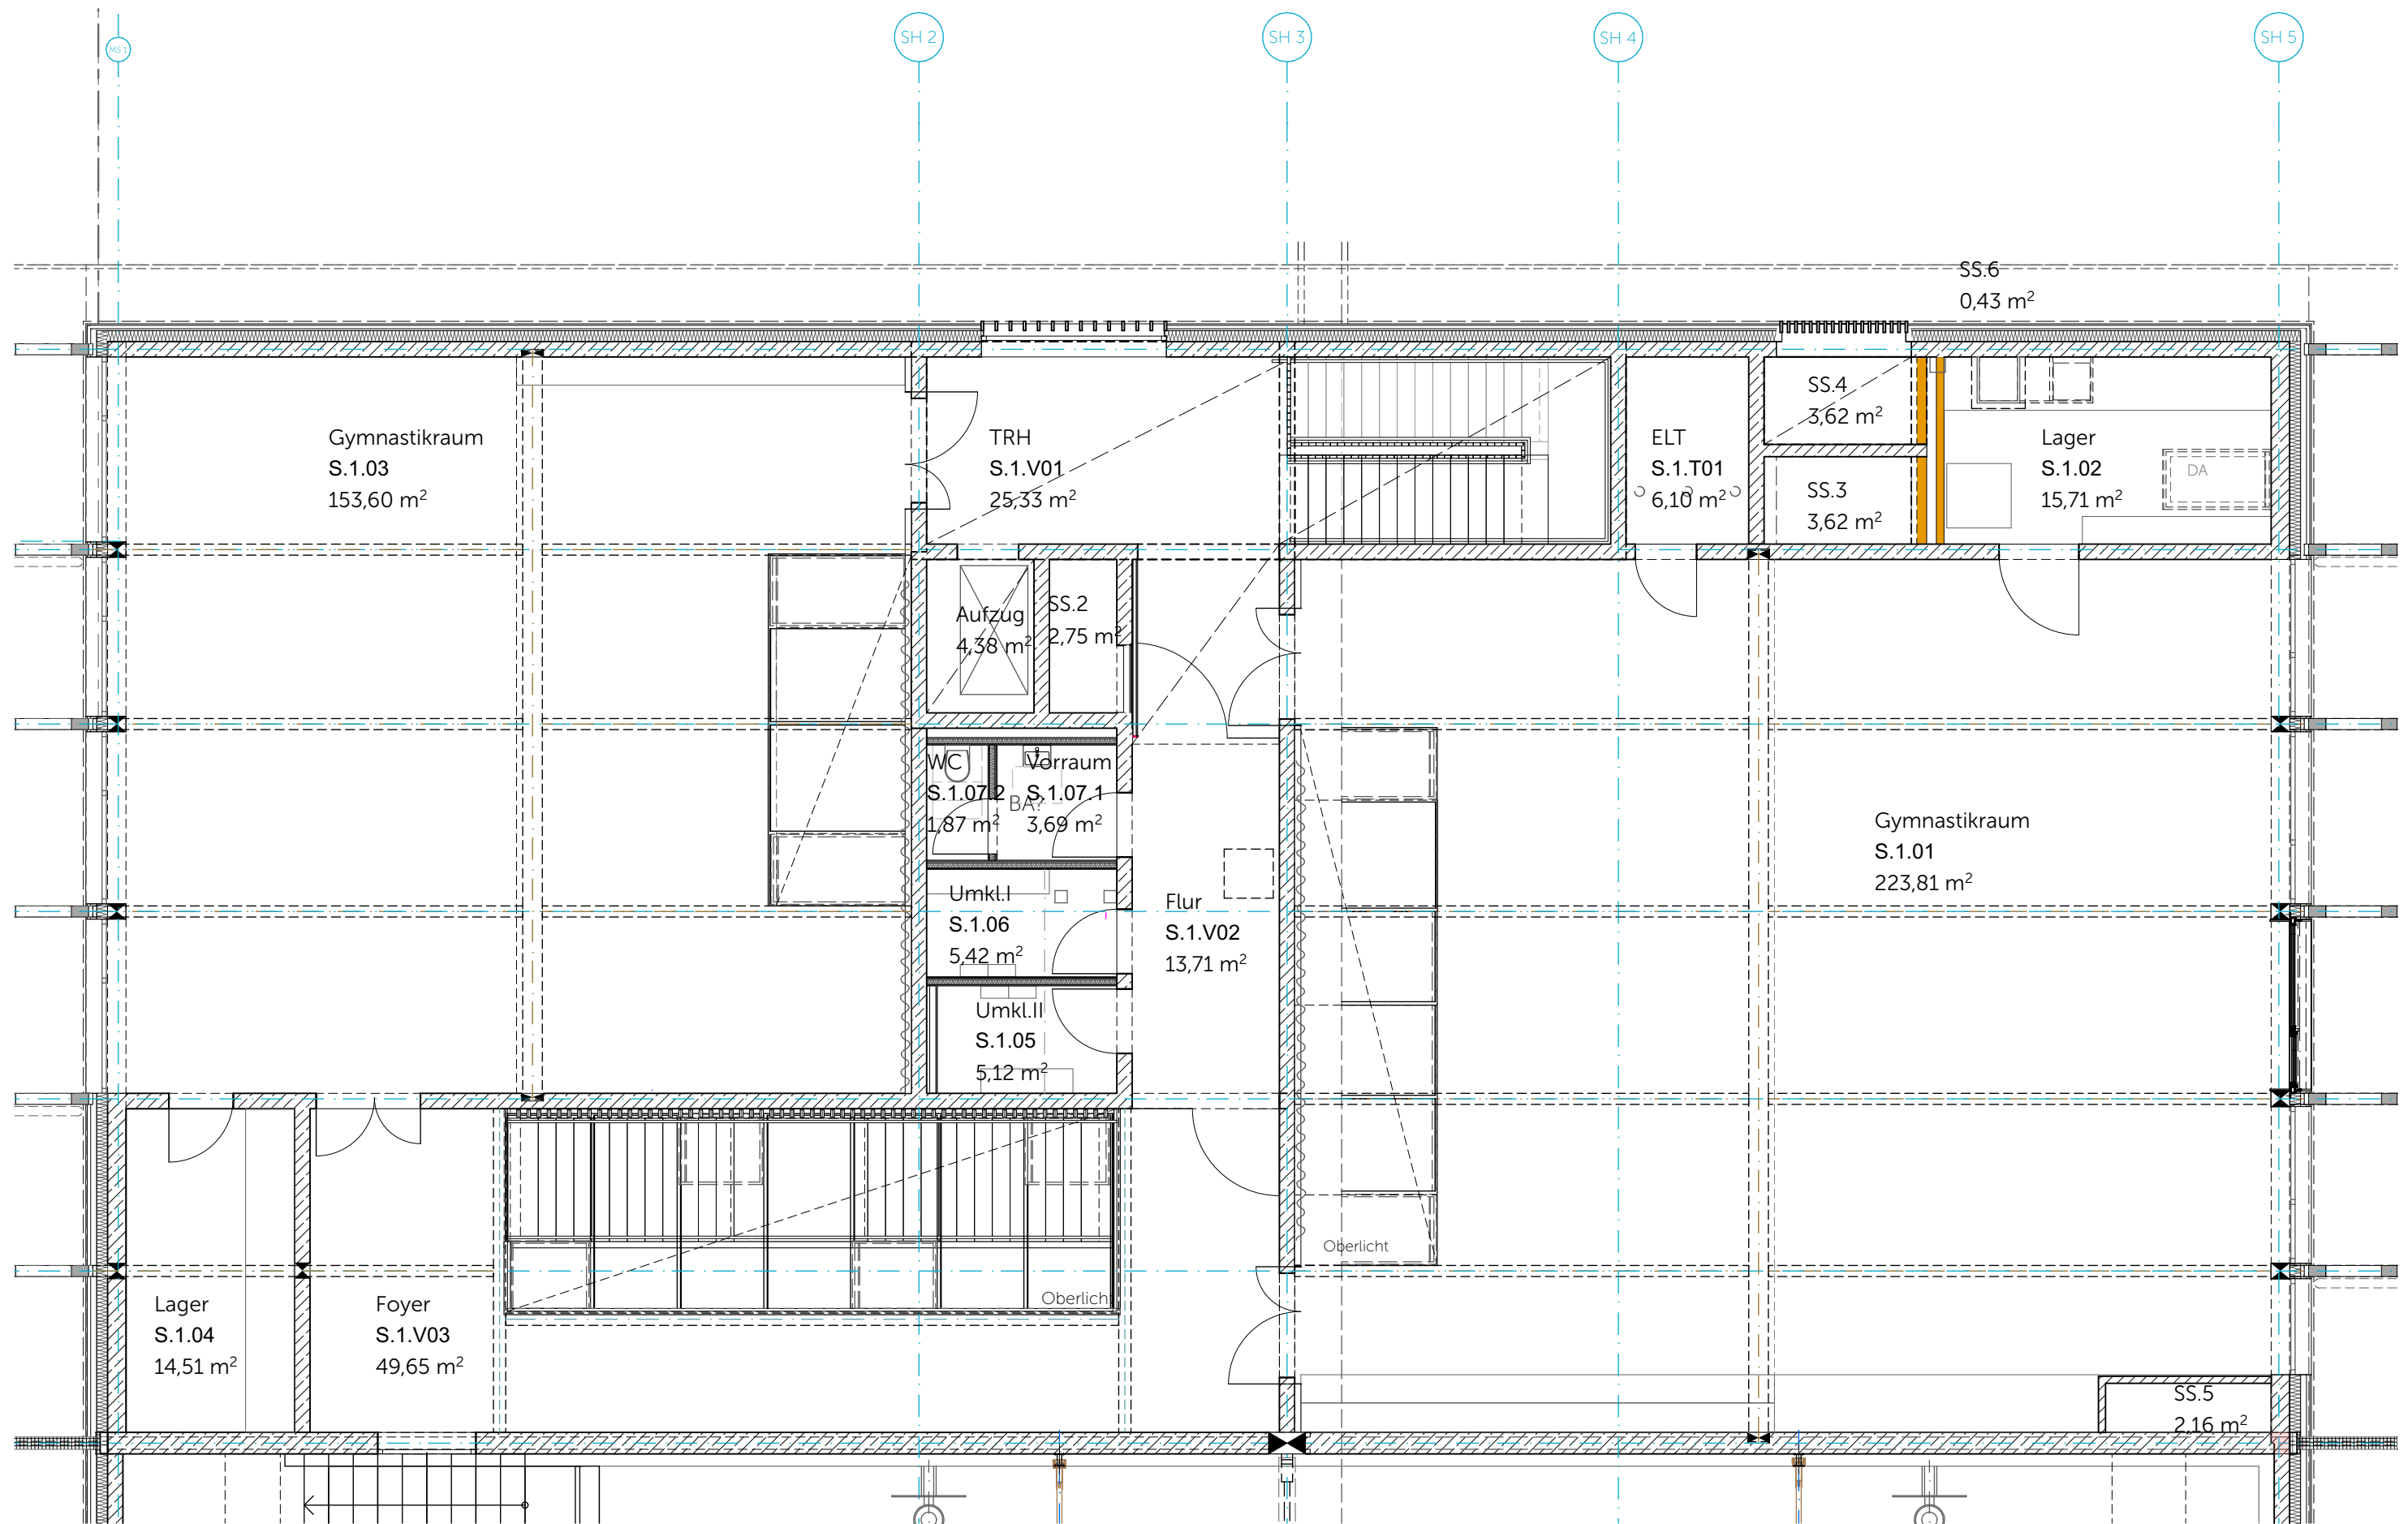 MS 1
SH 2
SH 3
SH 4
SH 5
SS.6
0,43 m²
Gymnastikraum
S.1.03
153,60 m²
TRH
S.1.V01
25,33 m²
ELT
S.1.T01
6,10 m²
SS.4
3,62 m²
SS.3
3,62 m²
Lager
S.1.02
15,71 m²
DA
Aufzug
4,38 m²
SS.2
2,75 m²
WC
S.1.07.2
1,87 m²
Vorraum
S.1.07.1
3,69 m²
BA?
Umkl.I
S.1.06
5,42 m²
Flur
S.1.V02
13,71 m²
Gymnastikraum
S.1.01
223,81 m²
Umkl.II
S.1.05
5,12 m²
Oberlicht
Oberlicht
Lager
S.1.04
14,51 m²
Foyer
S.1.V03
49,65 m²
SS.5
2,16 m²